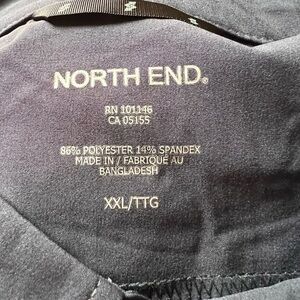 NORTH END®
RN 101146
CA 05155
86% POLYESTER 14% SPANDEX
MADE IN / FABRIQUÉ AU
BANGLADESH
XXL/TTG